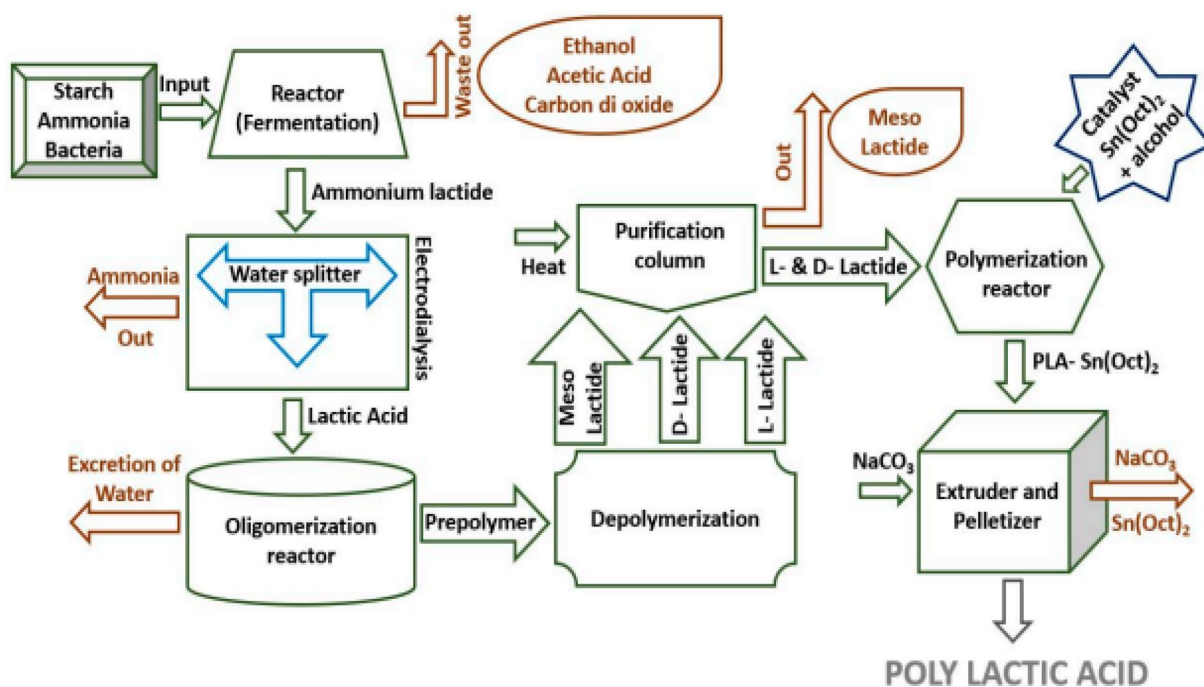 Starch
Ammonia
Bacteria
Input
Reactor
(Fermentation)
Waste out
Ethanol
Acetic Acid
Carbon di oxide
Ammonium lactide
Water splitter
Electrodialysis
Ammonia
Out
Lactic Acid
Excretion of
Water
Oligomerization
reactor
Prepolymer
Depolymerization
Meso
Lactide
D- Lactide
L- Lactide
Heat
Purification
column
Out
Meso
Lactide
L- & D- Lactide
Catalyst
Sn(Oct)₂
+ alcohol
Polymerization
reactor
PLA- Sn(Oct)₂
NaCO₃
Extruder and
Pelletizer
NaCO₃
Sn(Oct)₂
POLY LACTIC ACID